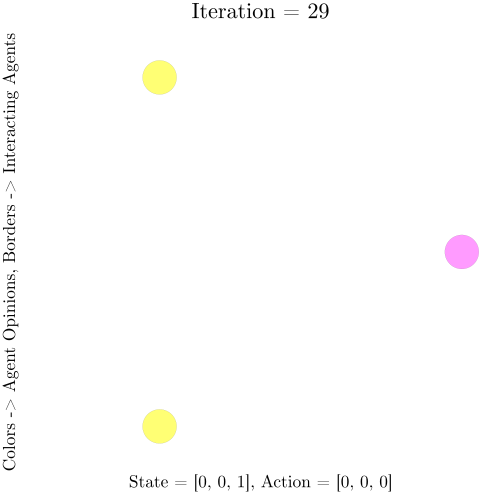 Iteration = 29
Colors -> Agent Opinions, Borders -> Interacting Agents
State = [0, 0, 1], Action = [0, 0, 0]